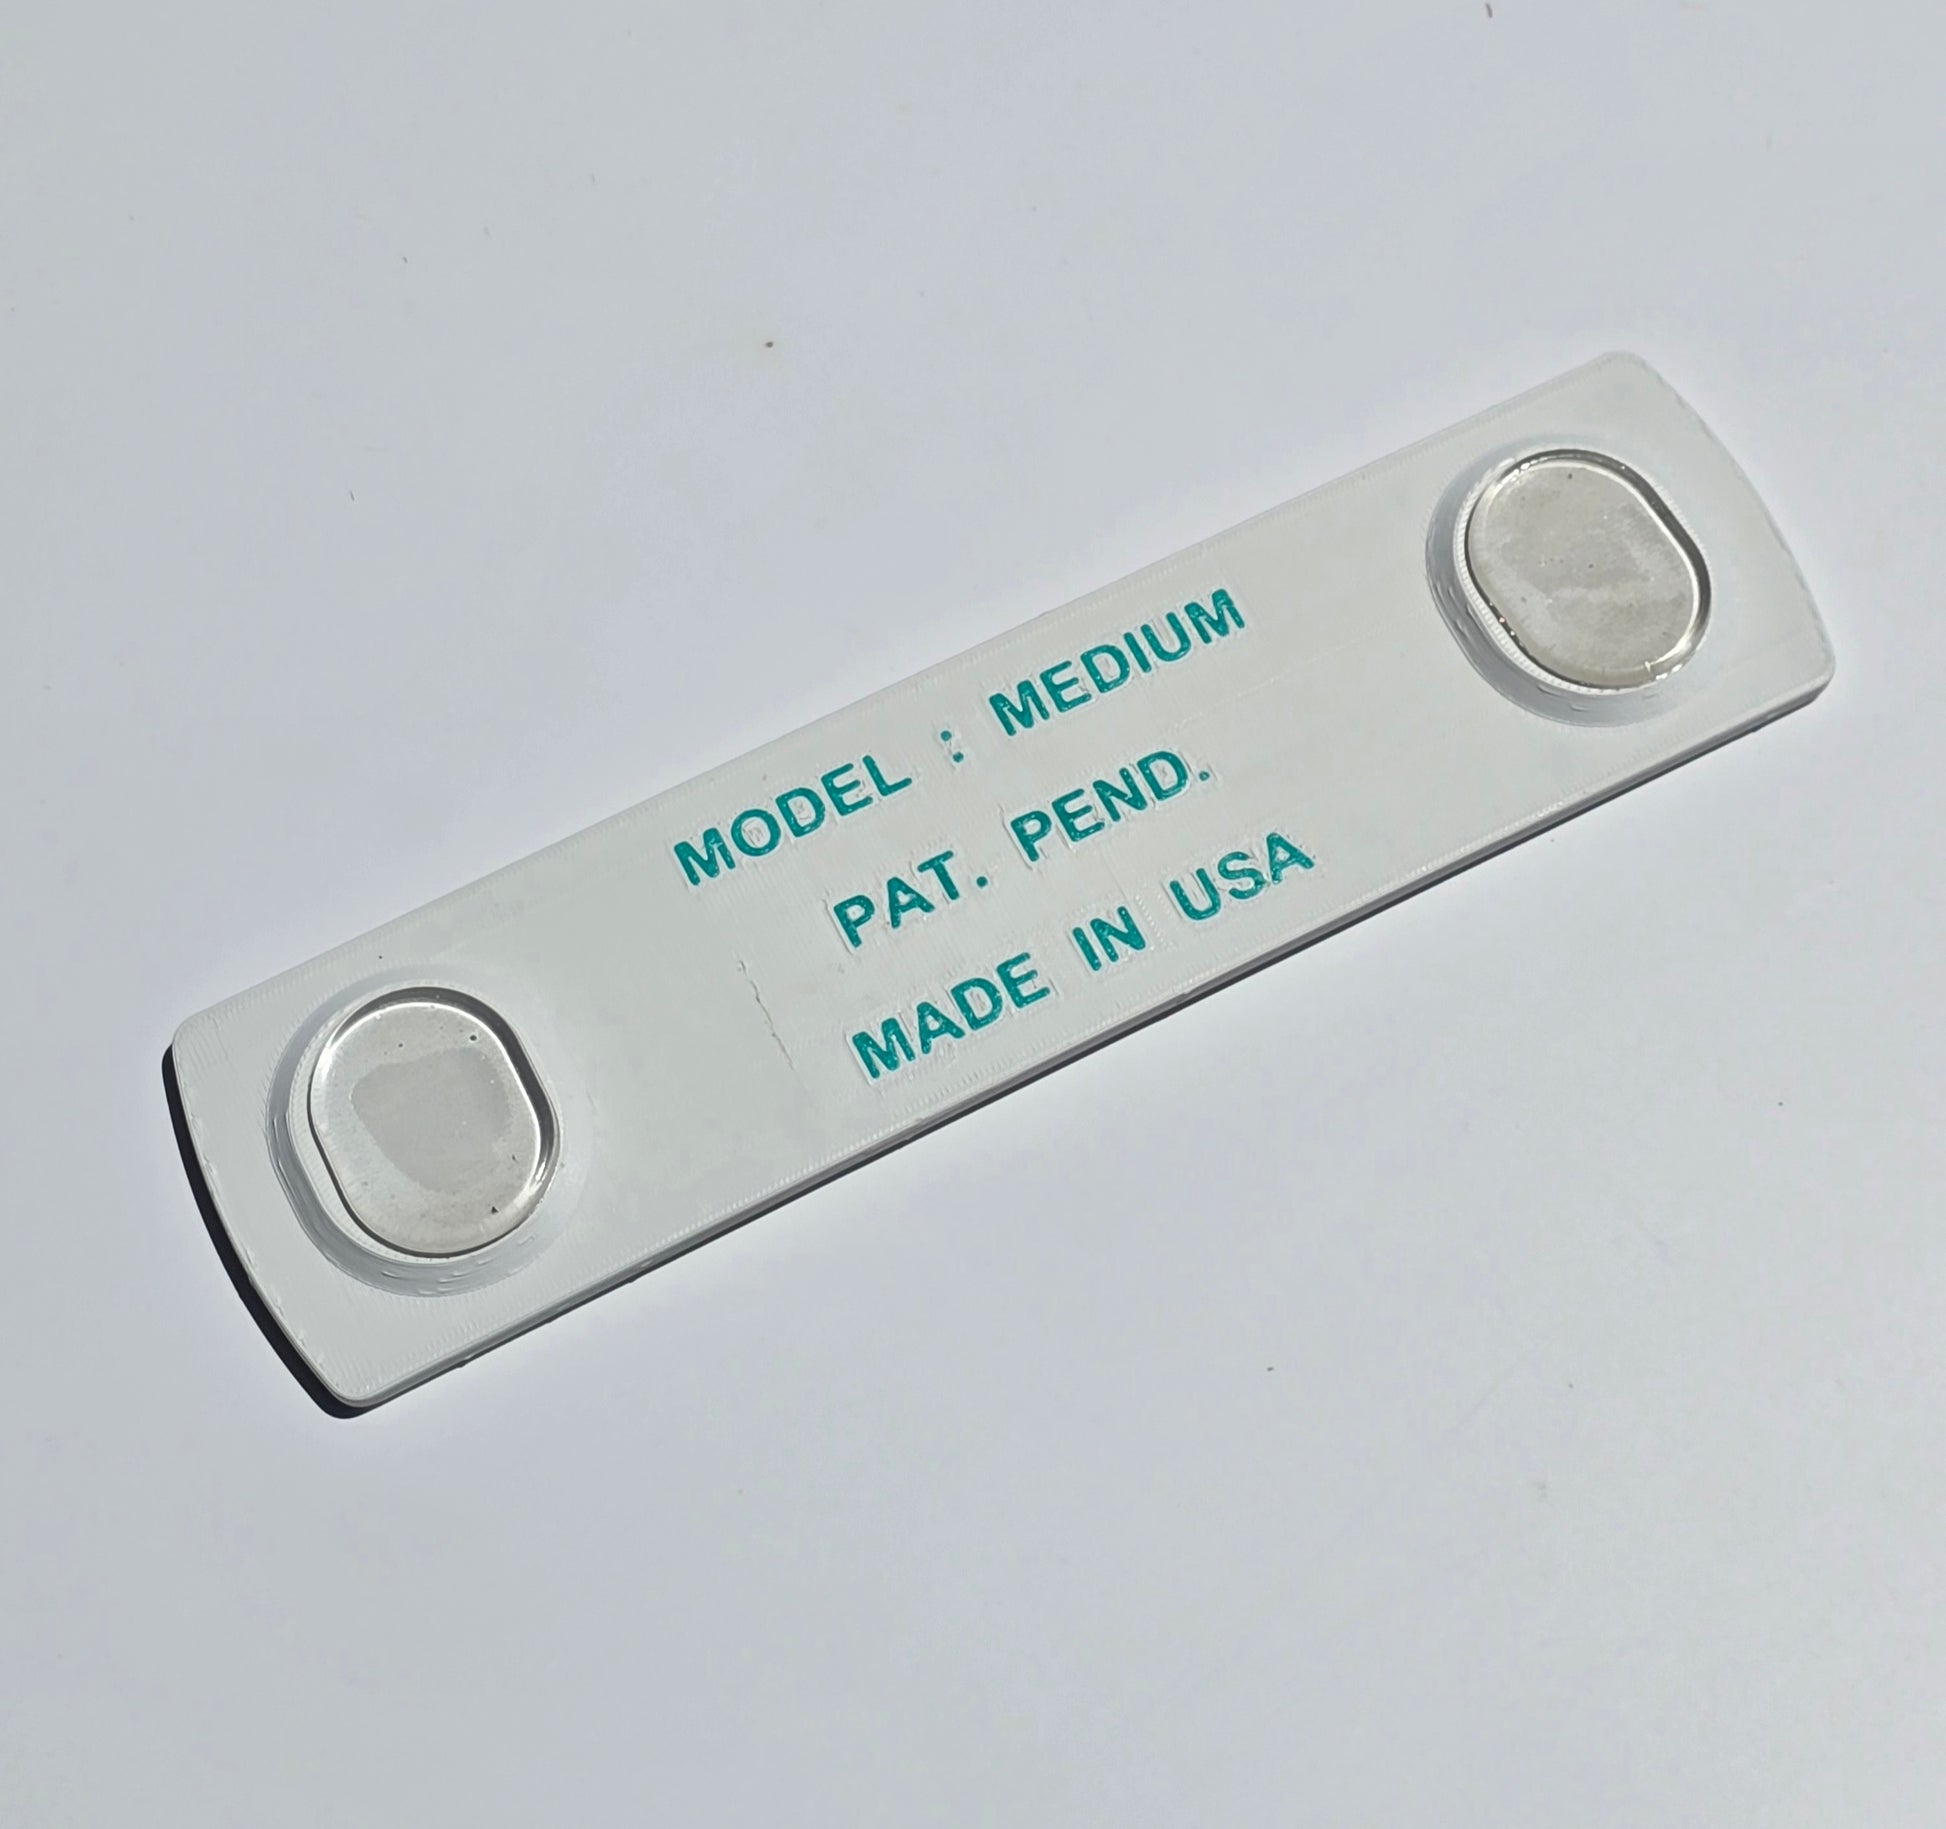 MODEL : MEDIUM
PAT. PEND.
MADE IN USA